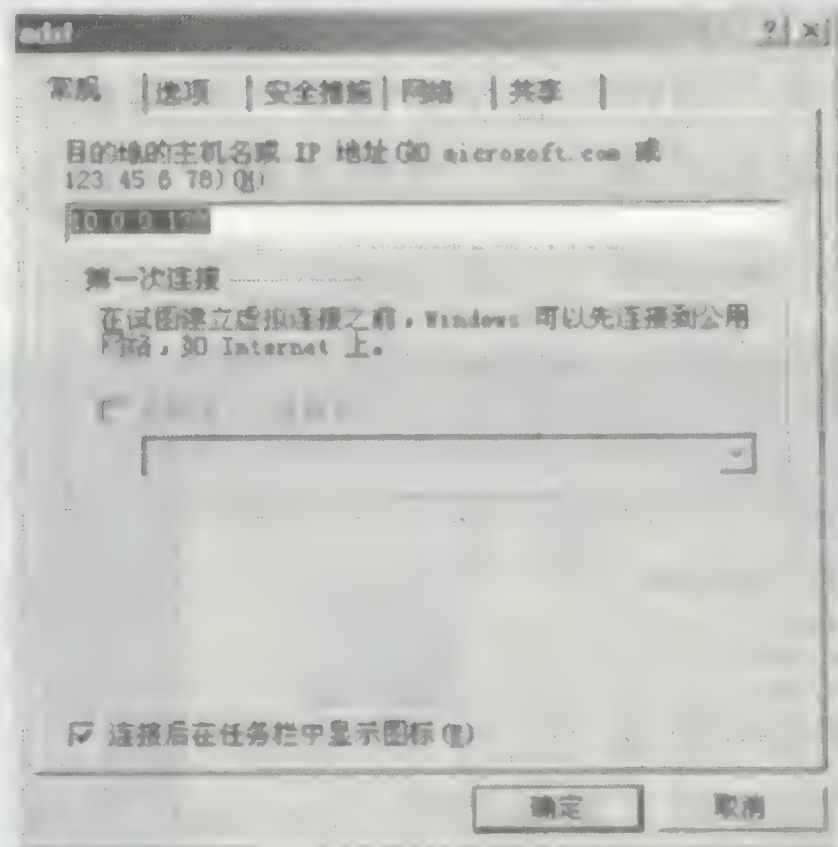 adsl
常规 选项 安全措施 网络 共享
目的地的主机名或 IP 地址(如 microsoft.com 或
123.45.6.78)(H)
10.0.0.138
第一次连接
在试图建立虚拟连接之前，Windows 可以先连接到公用
网络，如 Internet 上。
连接后在任务栏中显示图标(W)
确定 取消